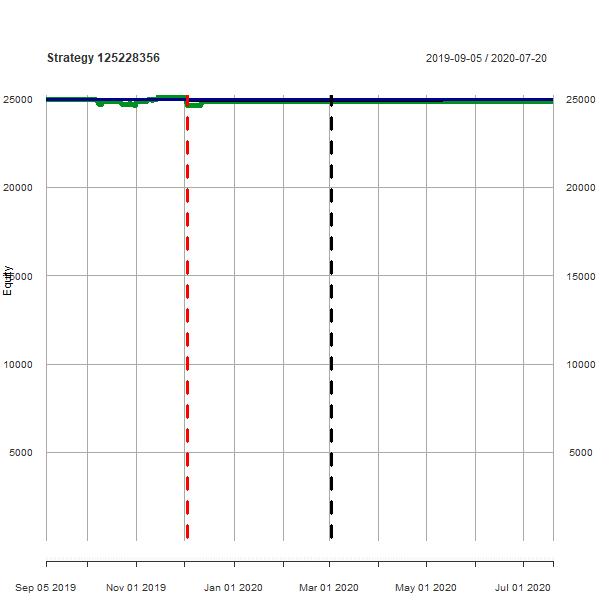 Strategy 125228356
2019-09-05 / 2020-07-20
25000
25000
20000
20000
15000
15000
Equity
10000
10000
5000
5000
Sep 05 2019
Nov 01 2019
Jan 01 2020
Mar 01 2020
May 01 2020
Jul 01 2020